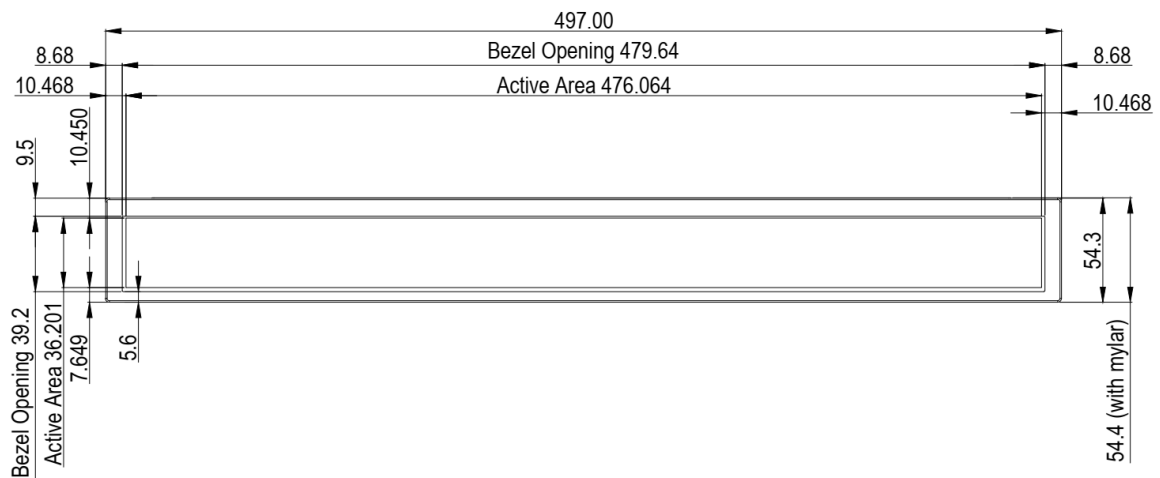 497.00
8.68
Bezel Opening 479.64
8.68
10.468
Active Area 476.064
10.468
9.5
10.450
54.3
Bezel Opening 39.2
Active Area 36.201
7.649
5.6
54.4 (with mylar)